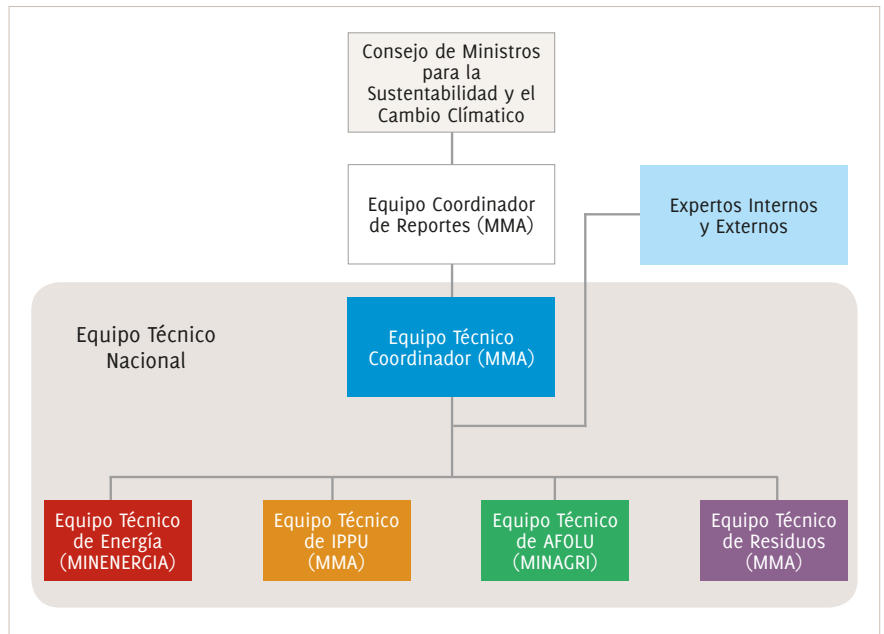 Consejo de Ministros
para la
Sustentabilidad y el
Cambio Clímatico
Equipo Coordinador
de Reportes (MMA)
Expertos Internos
y Externos
Equipo Técnico
Nacional
Equipo Técnico
Coordinador (MMA)
Equipo Técnico
de Energía
(MINENERGIA)
Equipo Técnico
de IPPU
(MMA)
Equipo Técnico
de AFOLU
(MINAGRI)
Equipo Técnico
de Residuos
(MMA)